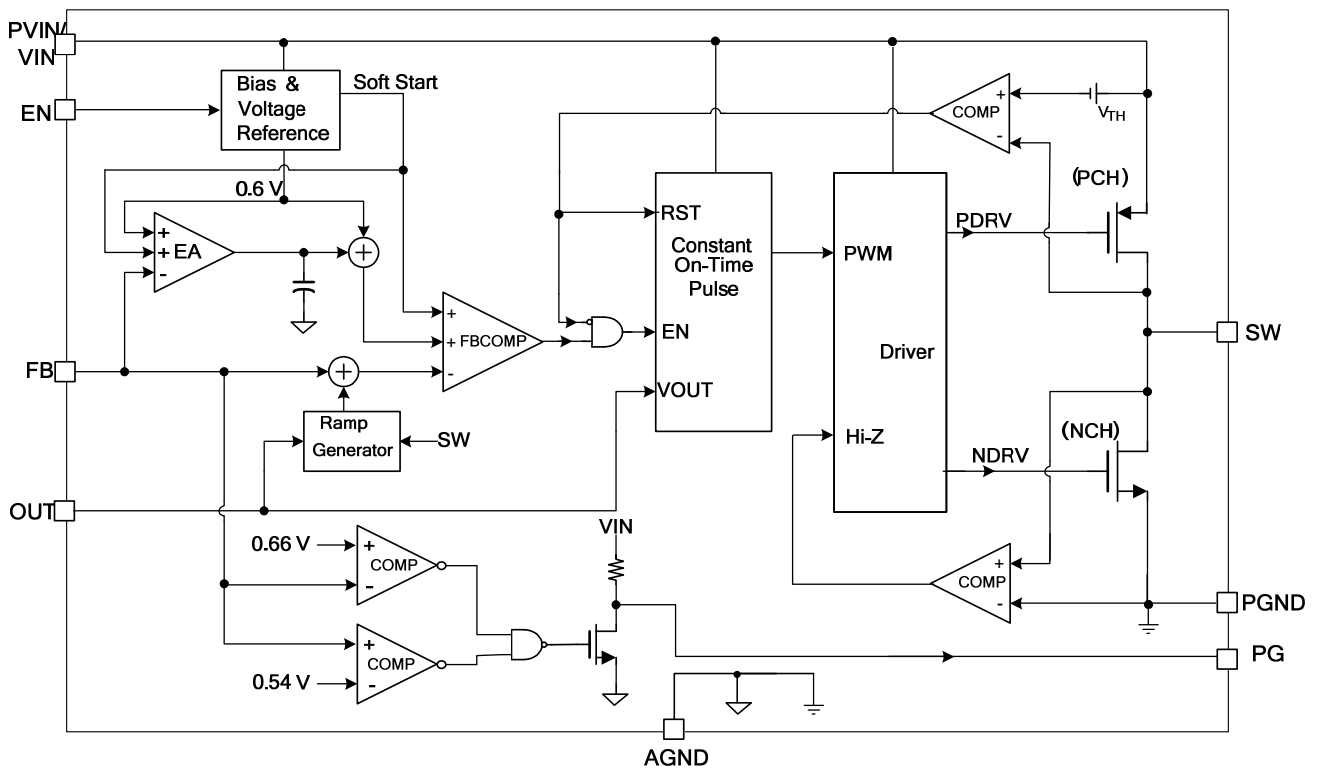 PVIN/
VIN
EN
Bias &
Voltage
Reference
Soft Start
0.6 V
+
+
-
EA
+
FB
+
Ramp
Generator
SW
OUT
+
+
-
FBCOMP
RST
Constant
On-Time
Pulse
EN
VOUT
PWM
Driver
Hi-Z
PDRV
NDRV
+
-
COMP
VTH
(PCH)
SW
(NCH)
+
-
COMP
PGND
PG
0.66 V
+
-
COMP
0.54 V
+
-
COMP
VIN
AGND